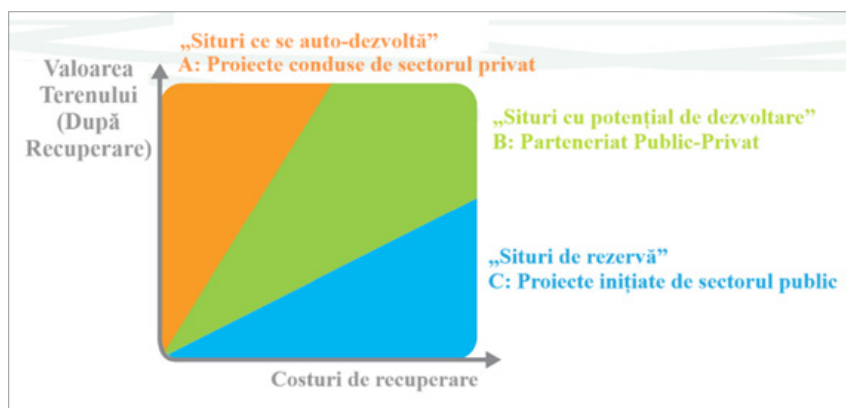 „Situri ce se auto-dezvoltă”
A: Proiecte conduse de sectorul privat
Valoarea
Terenului
(După
Recuperare)
„Situri cu potențial de dezvoltare”
B: Parteneriat Public-Privat
„Situri de rezervă”
C: Proiecte inițiate de sectorul public
Costuri de recuperare